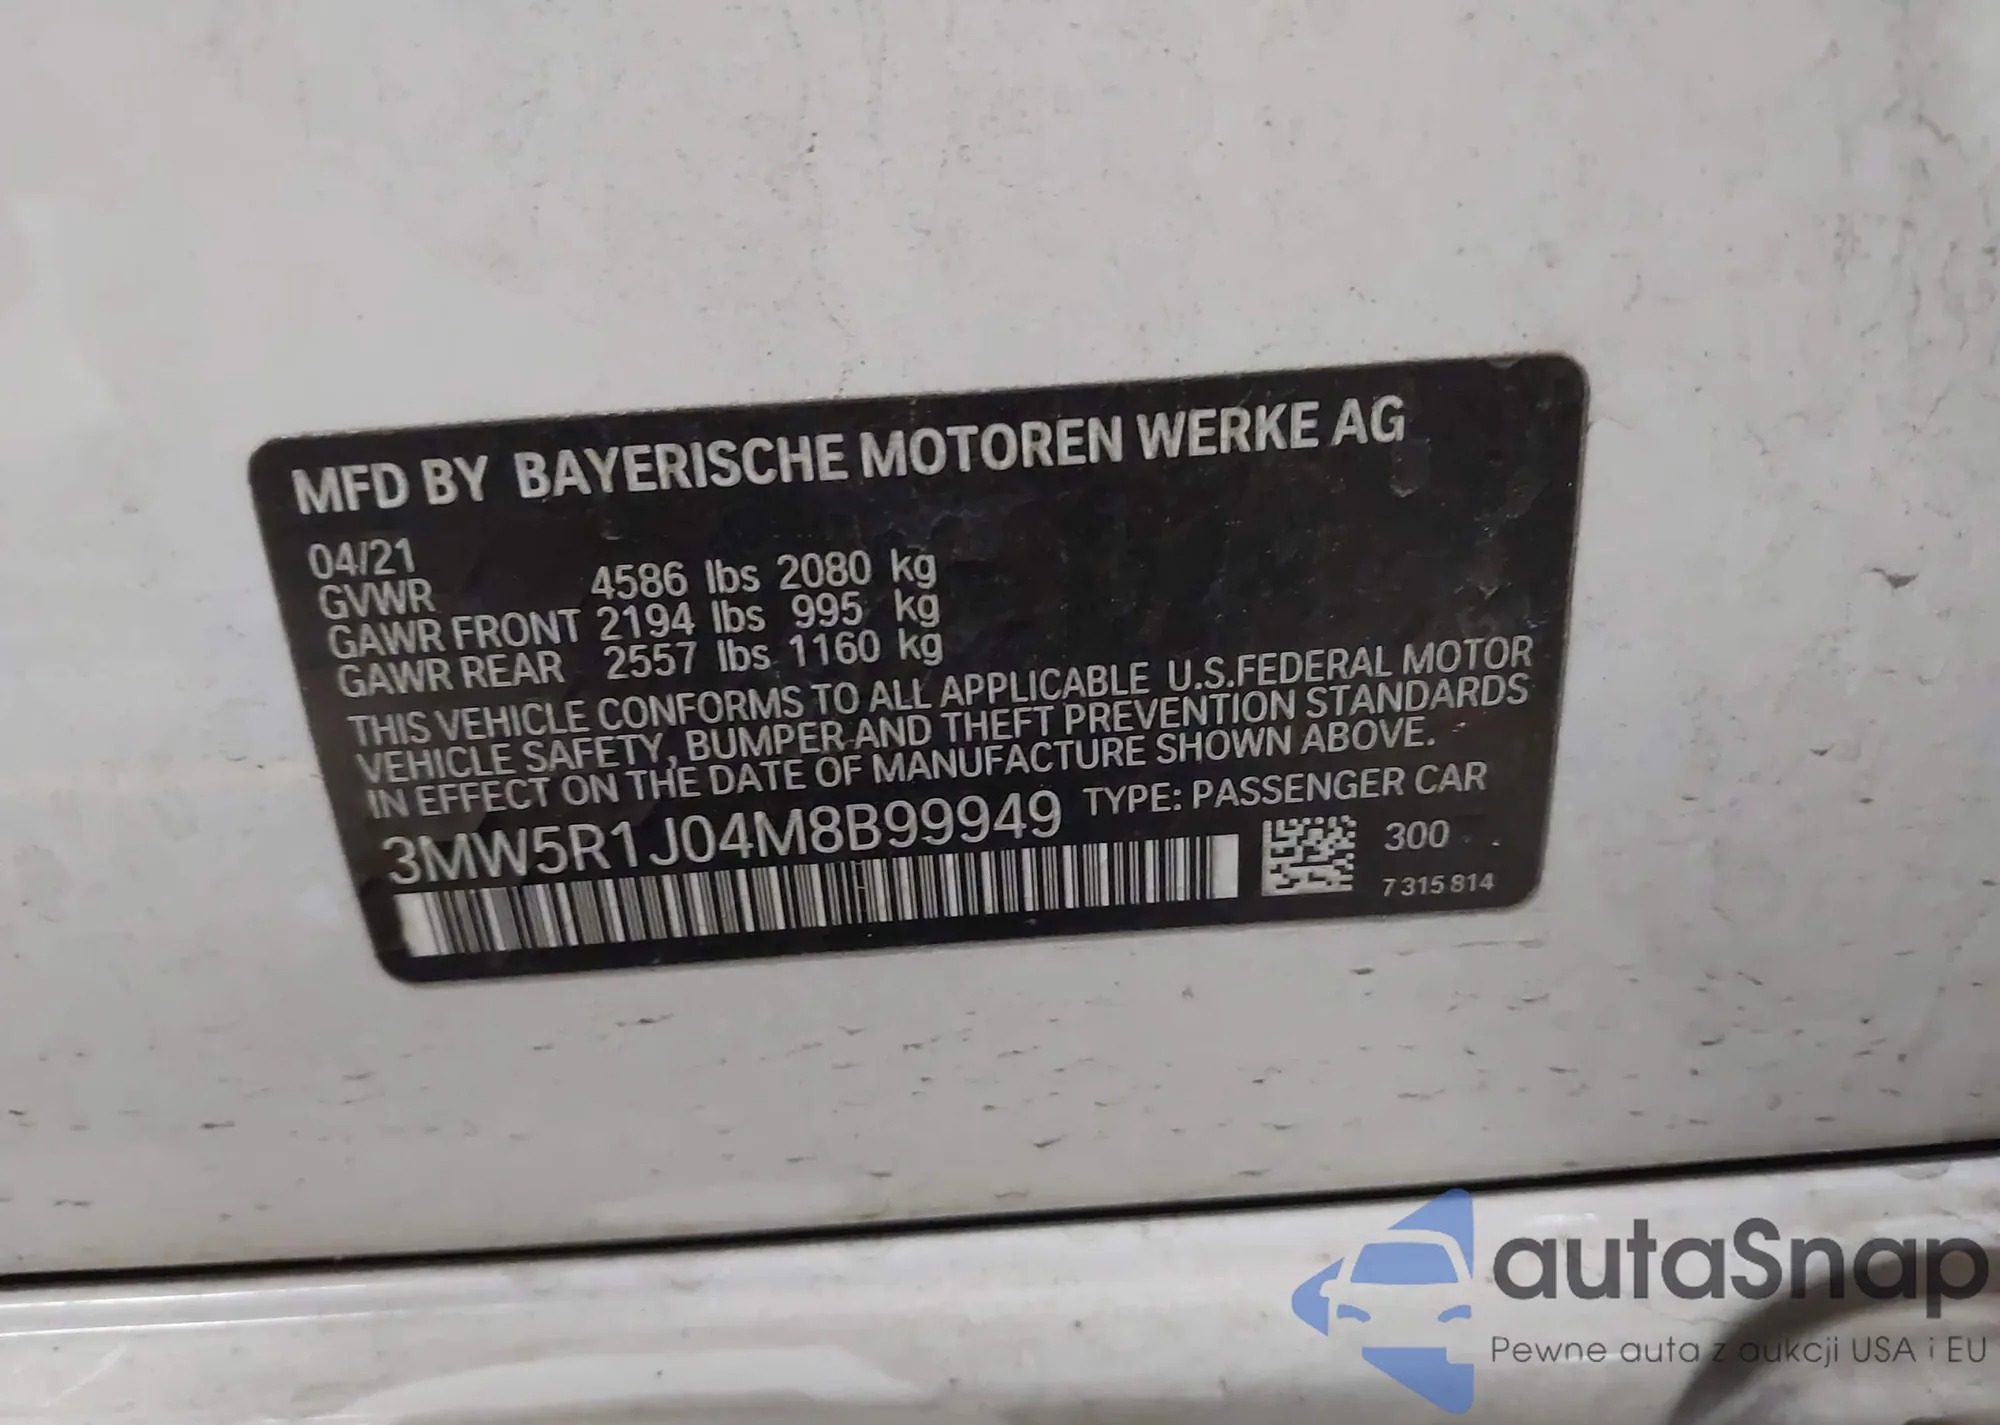 MFD BY BAYERISCHE MOTOREN WERKE AG
04/21
GVWR 4586 lbs 2080 kg
GAWR FRONT 2194 lbs 995 kg
GAWR REAR 2557 lbs 1160 kg
THIS VEHICLE CONFORMS TO ALL APPLICABLE U.S.FEDERAL MOTOR
VEHICLE SAFETY, BUMPER AND THEFT PREVENTION STANDARDS
IN EFFECT ON THE DATE OF MANUFACTURE SHOWN ABOVE.
3MW5R1J04M8B99949 TYPE: PASSENGER CAR
300
7 315 814
autaSnap
Pewne auta z aukcji USA i EU